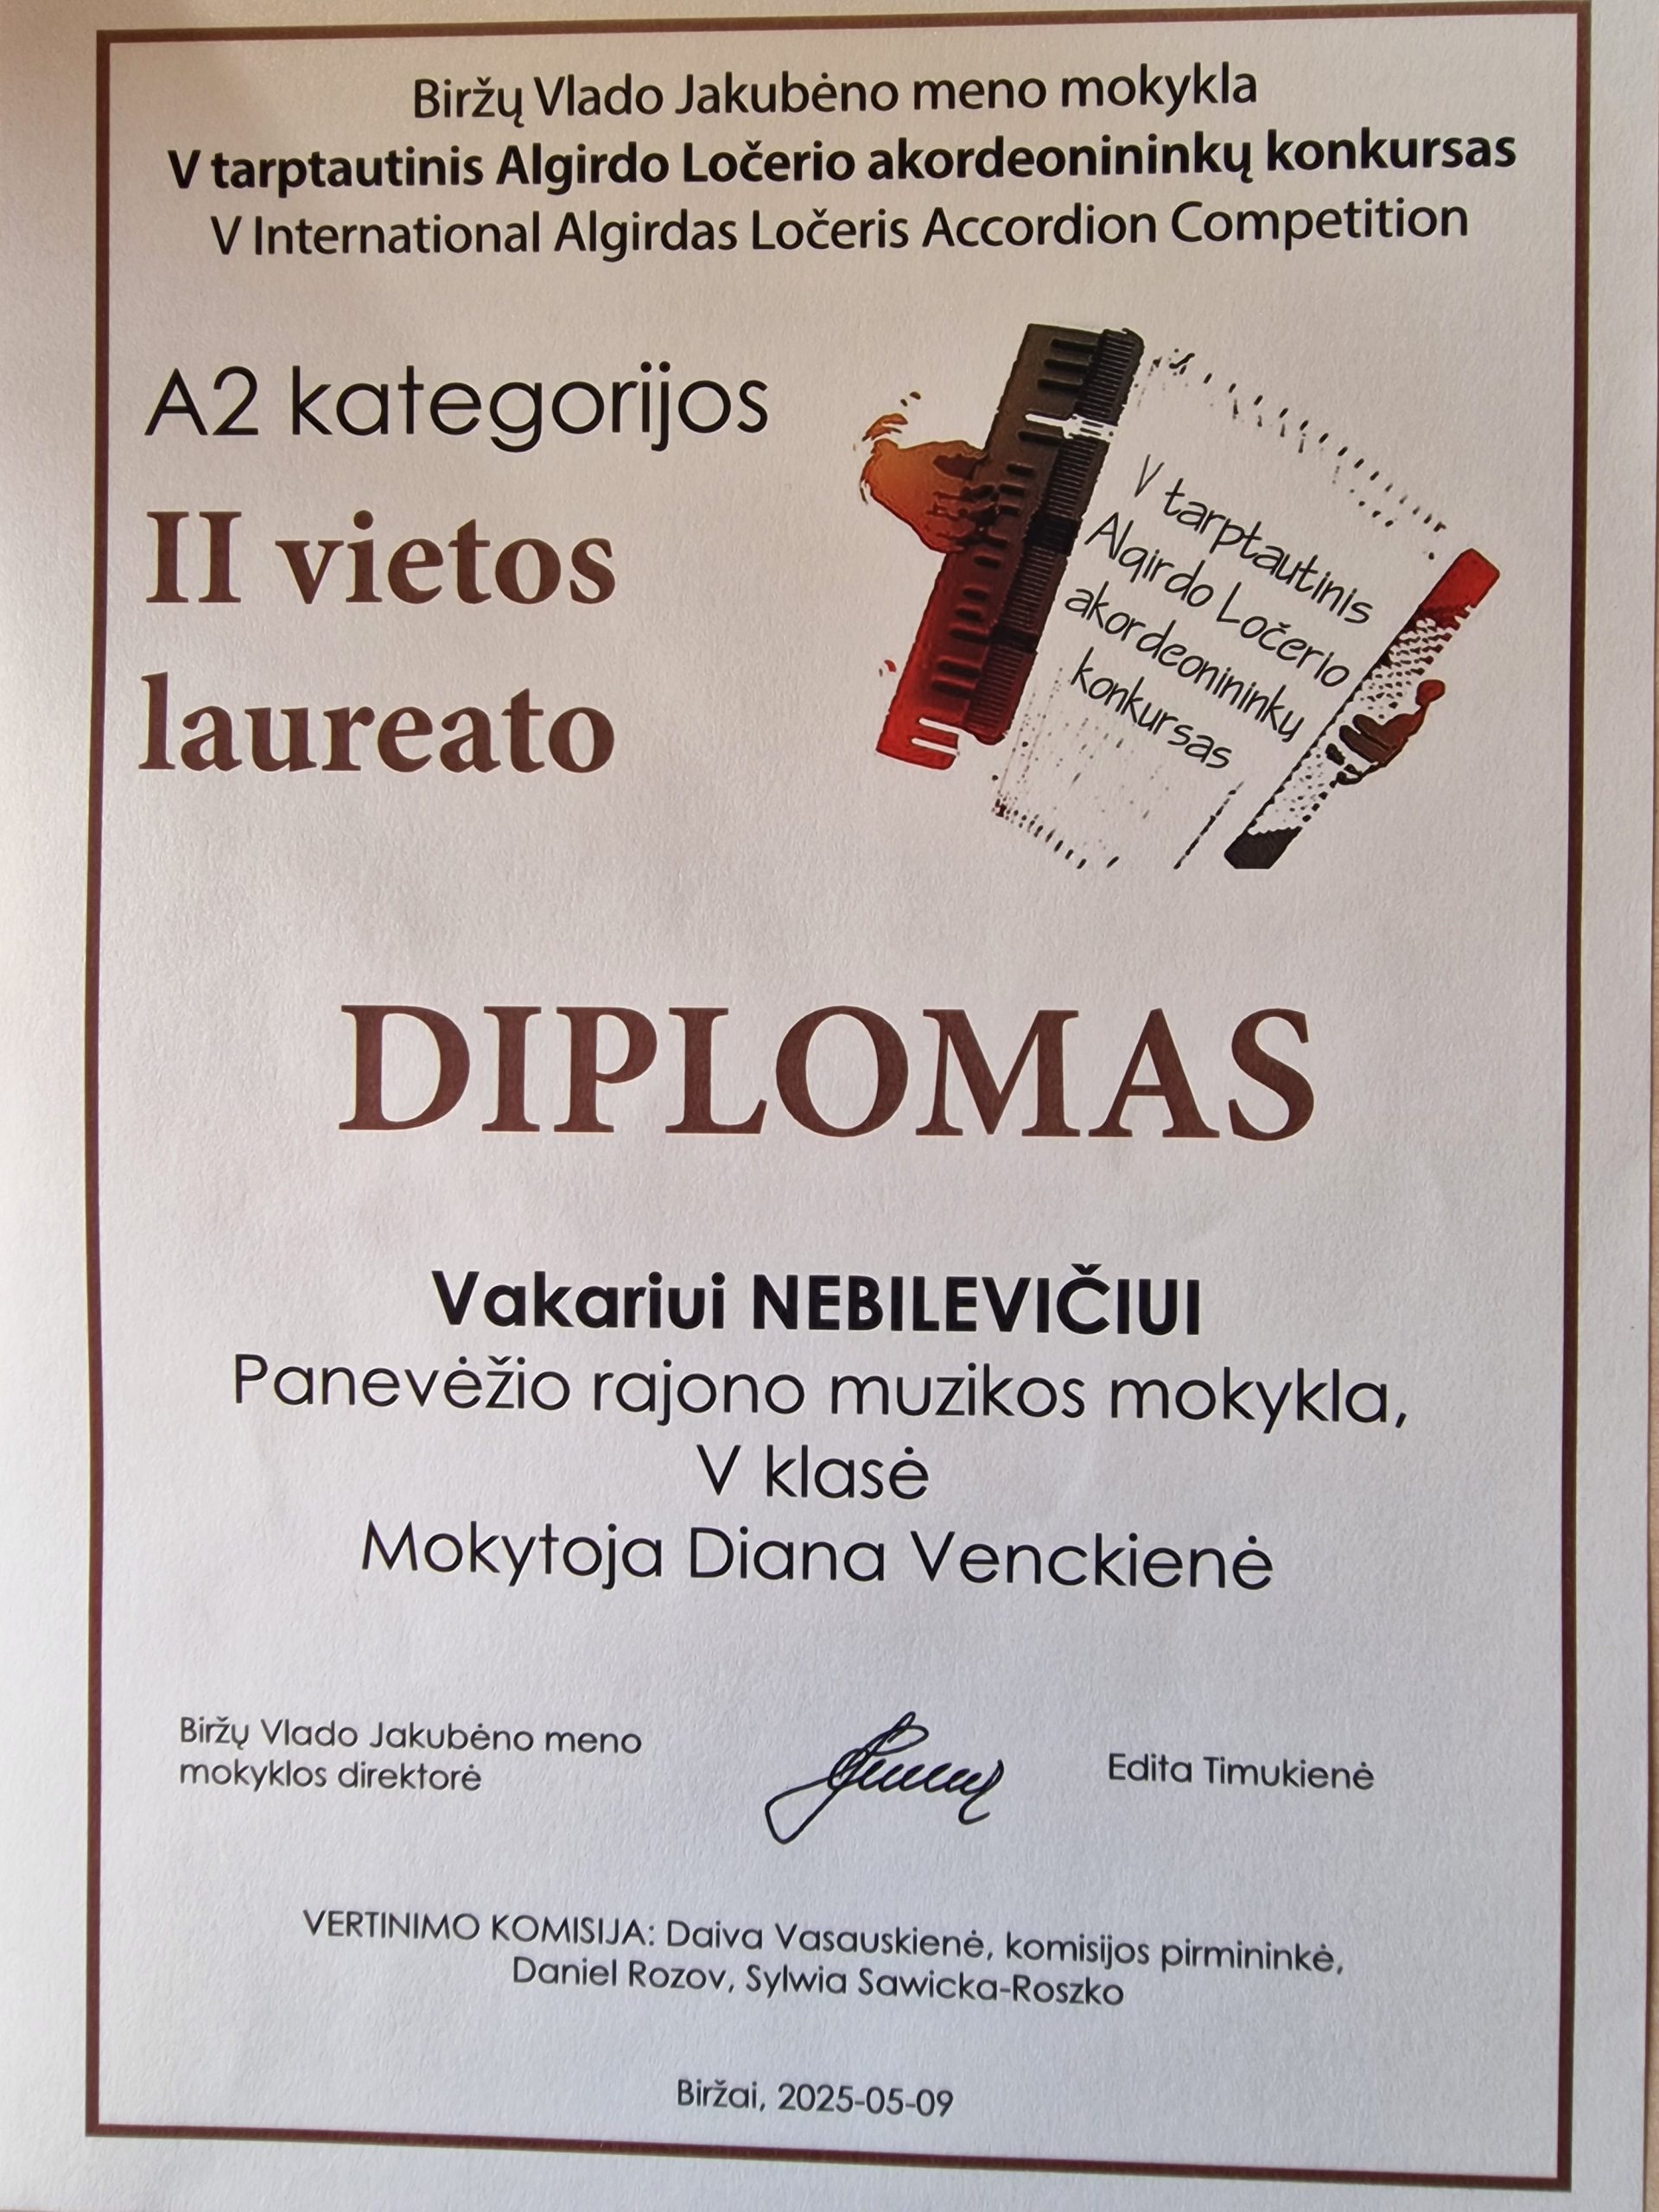 Biržų Vlado Jakubėno meno mokykla
V tarptautinis Algirdo Ločerio akordeonininkų konkursas
V International Algirdas Ločeris Accordion Competition
A2 kategorijos
II vietos
laureato
V tarptautinis
Algirdo Ločerio
akordeonininkų
konkursas
DIPLOMAS
Vakariui NEBILEVIČIUI
Panevėžio rajono muzikos mokykla,
V klasė
Mokytoja Diana Venckienė
Biržų Vlado Jakubėno meno
mokyklos direktorė
Edita Timukienė
VERTINIMO KOMISIJA: Daiva Vasauskienė, komisijos pirmininkė,
Daniel Rozov, Sylwia Sawicka-Roszko
Biržai, 2025-05-09